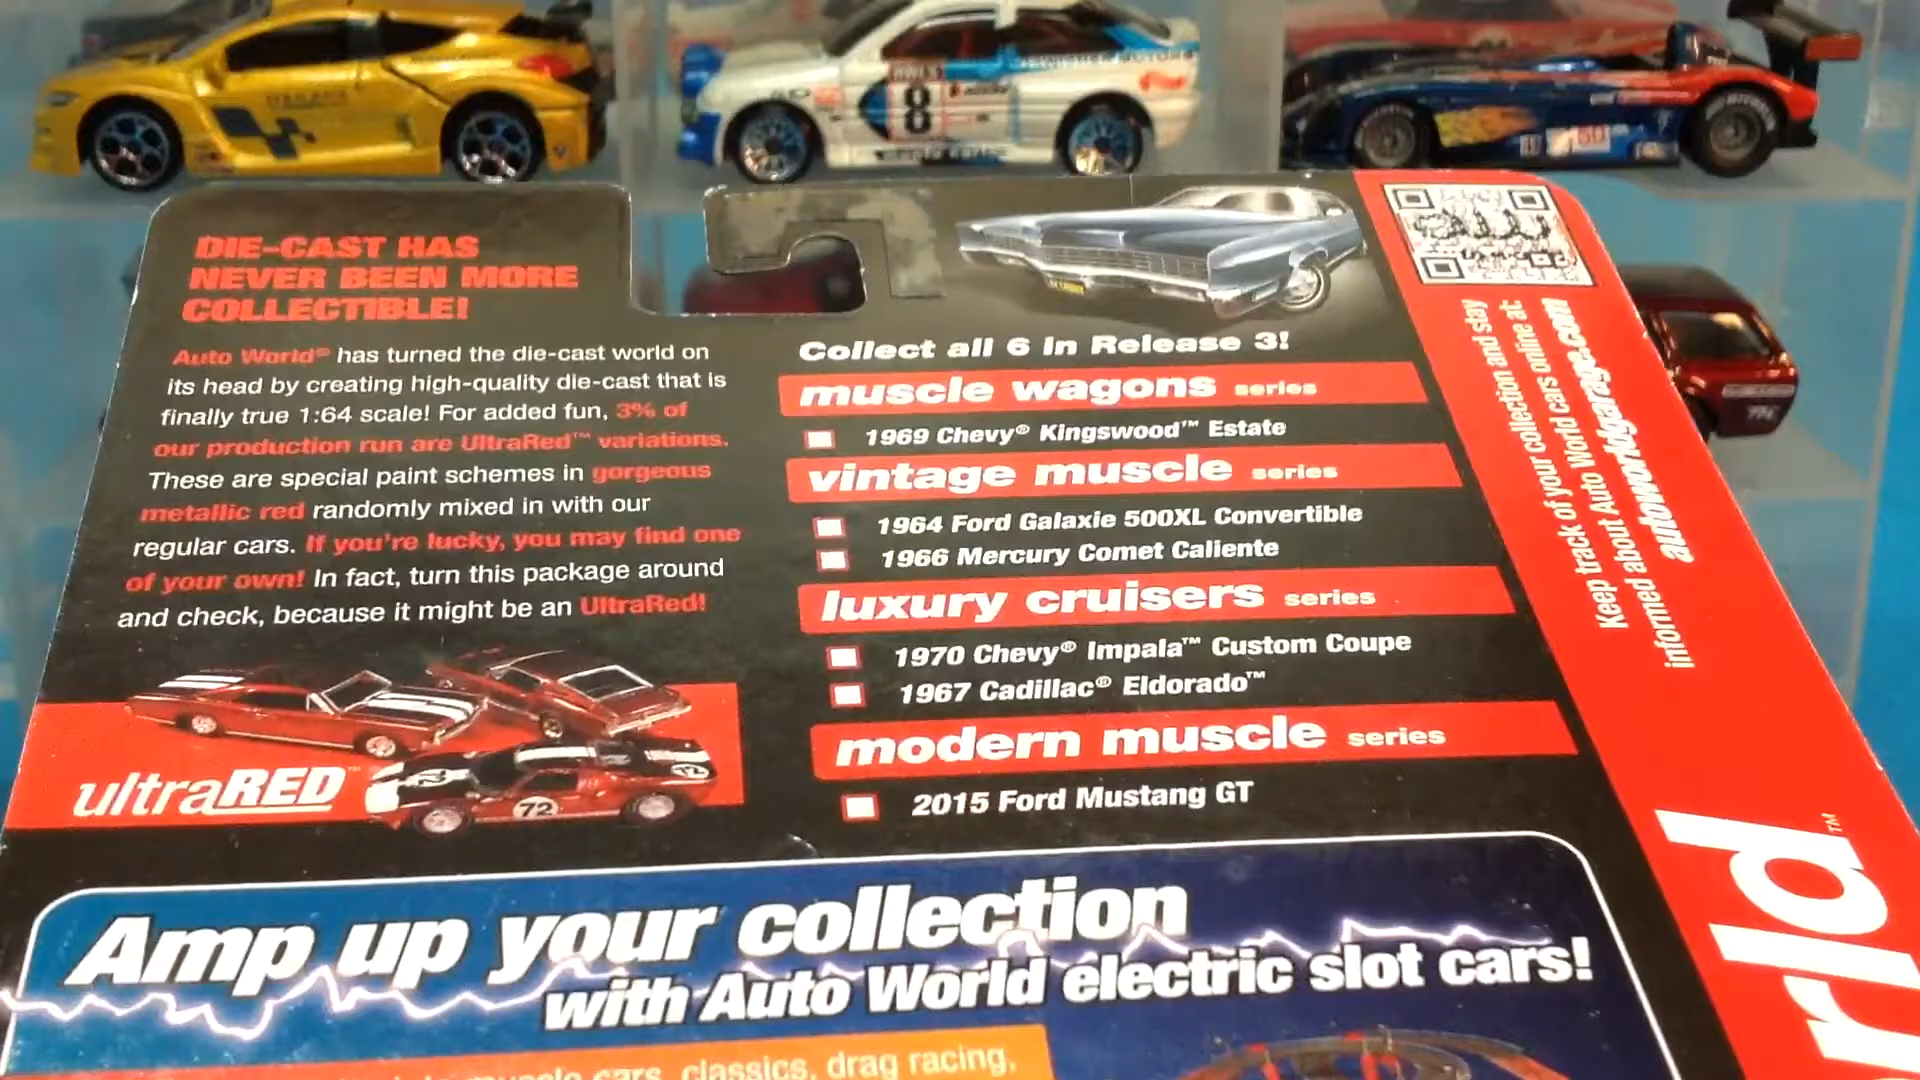 8
DIE-CAST HAS
NEVER BEEN MORE
COLLECTIBLE!
Auto World® has turned the die-cast world on
its head by creating high-quality die-cast that is
finally true 1:64 scale! For added fun, 3% of
our production run are UltraRed™ variations.
These are special paint schemes in gorgeous
metallic red randomly mixed in with our
regular cars. If you're lucky, you may find one
of your own! In fact, turn this package around
and check, because it might be an UltraRed!
ultraRED™
72
Collect all 6 in Release 3!
muscle wagons series
1969 Chevy® Kingswood™ Estate
vintage muscle series
1964 Ford Galaxie 500XL Convertible
1966 Mercury Comet Caliente
luxury cruisers series
1970 Chevy® Impala™ Custom Coupe
1967 Cadillac® Eldorado™
modern muscle series
2015 Ford Mustang GT
Keep track of your collection and stay
informed about Auto World cars online at:
autoworldgarage.com
rld™
Amp up your collection
with Auto World electric slot cars!
muscle cars, classics, drag racing,